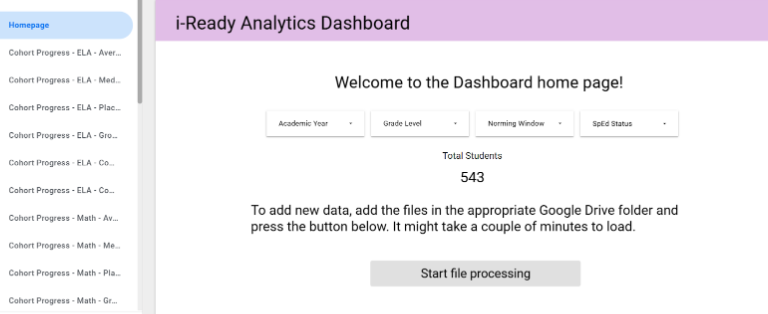 Homepage
Cohort Progress - ELA - Aver...
Cohort Progress - ELA - Med...
Cohort Progress - ELA - Plac...
Cohort Progress - ELA - Gro...
Cohort Progress - ELA - Co...
Cohort Progress - ELA - Co...
Cohort Progress - Math - Av...
Cohort Progress - Math - Me...
Cohort Progress - Math - Pla...
Cohort Progress - Math - Gr...
i-Ready Analytics Dashboard
Welcome to the Dashboard home page!
Academic Year
Grade Level
Norming Window
SpEd Status
Total Students
543
To add new data, add the files in the appropriate Google Drive folder and
press the button below. It might take a couple of minutes to load.
Start file processing